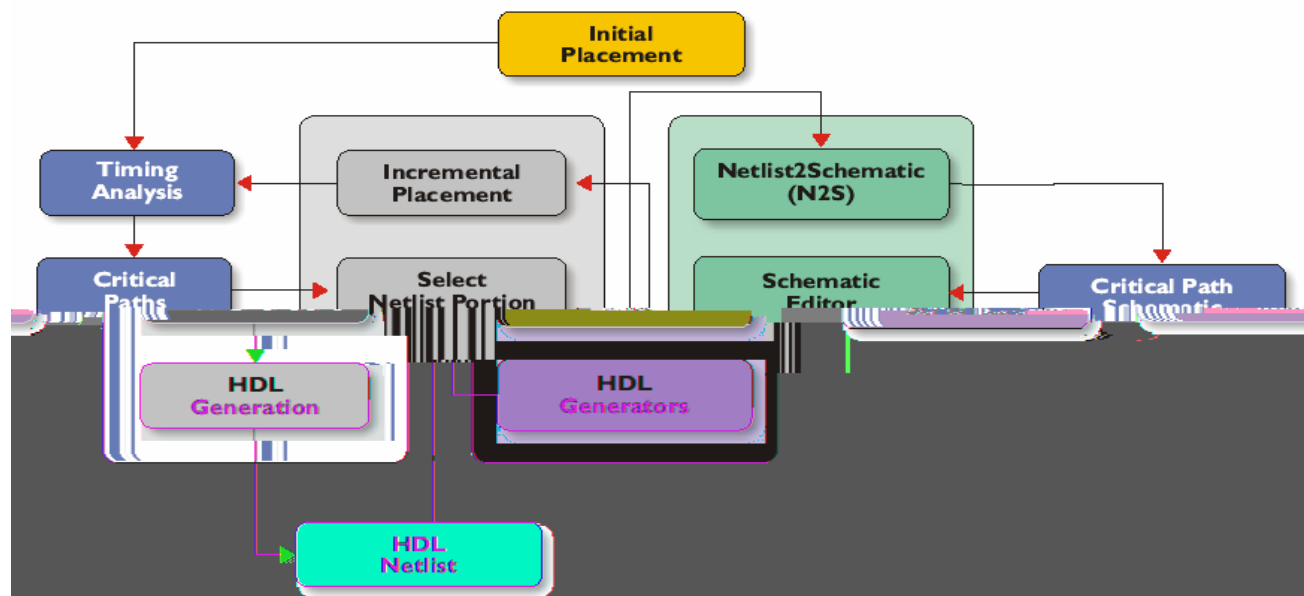 Initial
Placement
Timing
Analysis
Incremental
Placement
Netlist2Schematic
(N2S)
Critical
Paths
Select
Netlist Portion
Schematic
Editor
Critical Path
Schematic
HDL
Generation
HDL
Generators
HDL
Netlist